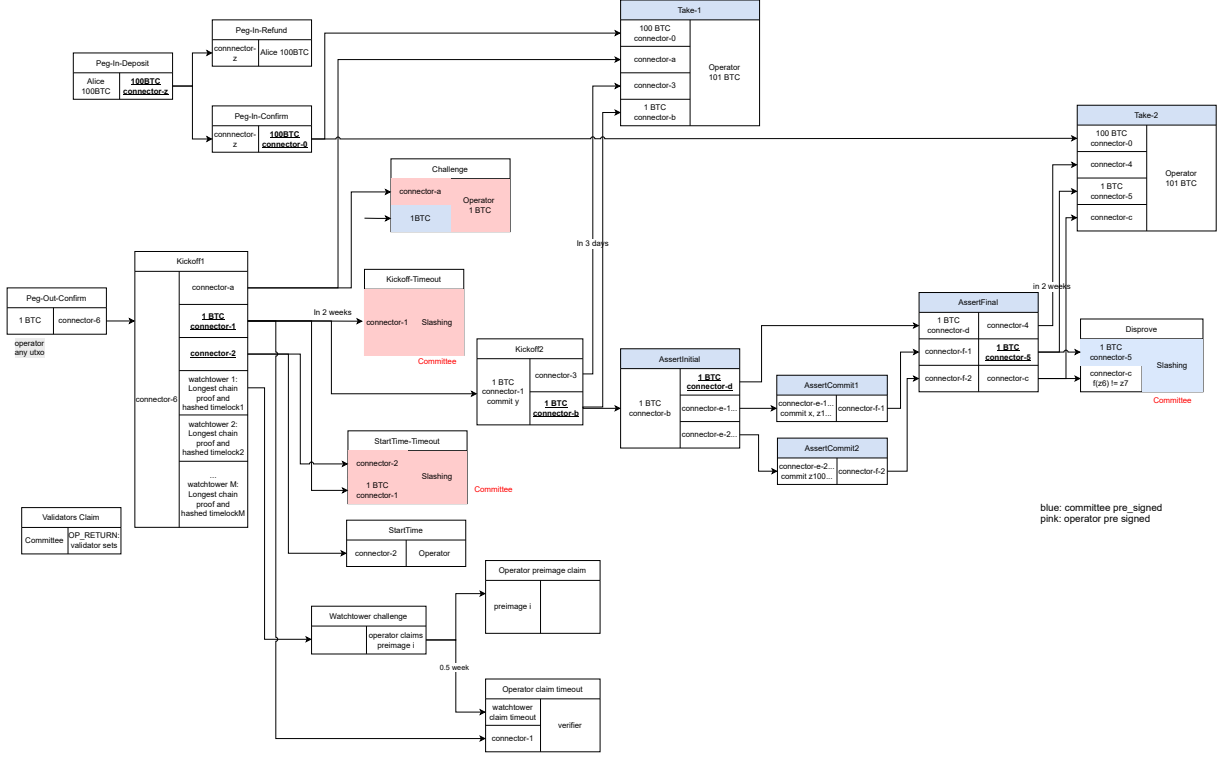 Take-1
100 BTC
connector-0
connector-a
connector-3
1 BTC
connector-b
Operator
101 BTC
Peg-In-Refund
connnector-
z
Alice 100BTC
Peg-In-Deposit
Alice
100BTC
100BTC
connector-z
Peg-In-Confirm
connnector-
z
100BTC
connector-0
Take-2
100 BTC
connector-0
connector-4
1 BTC
connector-5
connector-c
Operator
101 BTC
Challenge
connector-a
1BTC
Operator
1 BTC
In 3 days
Kickoff1
connector-6
connector-a
1 BTC
connector-1
connector-2
watchtower 1:
Longest chain
proof and
hashed timelock1
watchtower 2:
Longest chain
proof and
hashed timelock2
...
watchtower M:
Longest chain
proof and
hashed timelockM
Peg-Out-Confirm
1 BTC
connector-6
operator
any utxo
In 2 weeks
Kickoff-Timeout
connector-1
Slashing
Committee
Kickoff2
1 BTC
connector-1
commit y
connector-3
1 BTC
connector-b
AssertInitial
1 BTC
connector-b
1 BTC
connector-d
connector-e-1...
connector-e-2...
AssertCommit1
connector-e-1...
commit x, z1...
connector-f-1
AssertCommit2
connector-e-2...
commit z100...
connector-f-2
in 2 weeks
AssertFinal
1 BTC
connector-d
connector-f-1
connector-f-2
connector-4
1 BTC
connector-5
connector-c
Disprove
1 BTC
connector-5
connector-c
f(z6) != z7
Slashing
Committee
StartTime-Timeout
connector-2
1 BTC
connector-1
Slashing
Committee
Validators Claim
Committee
OP_RETURN:
validator sets
StartTime
connector-2
Operator
blue: committee pre_signed
pink: operator pre signed
Operator preimage claim
preimage i
Watchtower challenge
operator claims
preimage i
0.5 week
Operator claim timeout
watchtower
claim timeout
connector-1
verifier